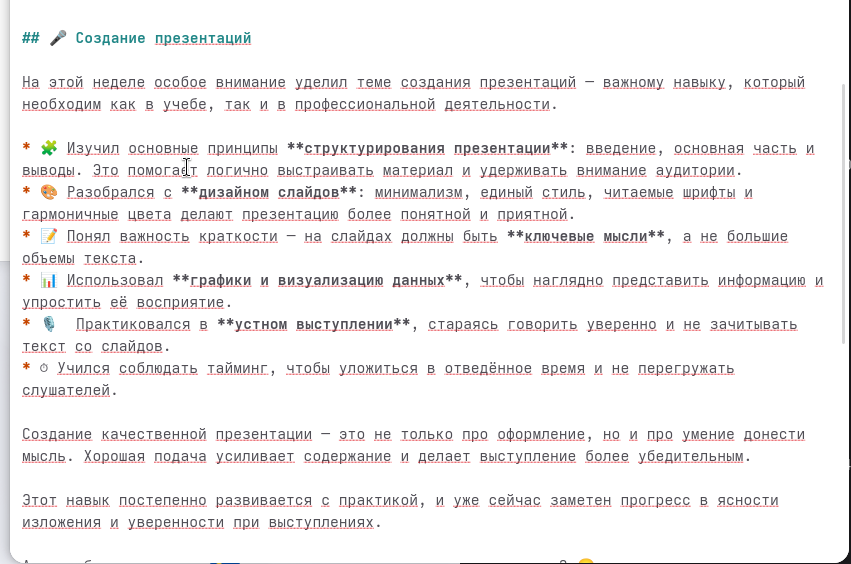 ## 🎤 Создание презентаций
На этой неделе особое внимание уделил теме создания презентаций — важному навыку, который
необходим как в учебе, так и в профессиональной деятельности.
* 🧩 Изучил основные принципы **структурирования презентации**: введение, основная часть и
выводы. Это помогает логично выстраивать материал и удерживать внимание аудитории.
* 🎨 Разобрался с **дизайном слайдов**: минимализм, единый стиль, читаемые шрифты и
гармоничные цвета делают презентацию более понятной и приятной.
* 📝 Понял важность краткости — на слайдах должны быть **ключевые мысли**, а не большие
объемы текста.
* 📊 Использовал **графики и визуализацию данных**, чтобы наглядно представить информацию и
упростить её восприятие.
* 🎙️ Практиковался в **устном выступлении**, стараясь говорить уверенно и не зачитывать
текст со слайдов.
* ⏱ Учился соблюдать тайминг, чтобы уложиться в отведённое время и не перегружать
слушателей.
Создание качественной презентации — это не только про оформление, но и про умение донести
мысль. Хорошая подача усиливает содержание и делает выступление более убедительным.
Этот навык постепенно развивается с практикой, и уже сейчас заметен прогресс в ясности
изложения и уверенности при выступлениях.